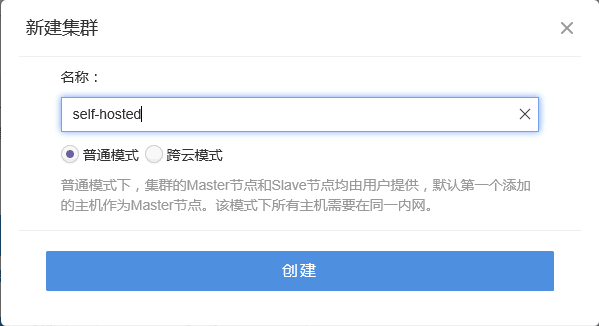 新建集群
名称：
self-hosted
普通模式 跨云模式
普通模式下，集群的Master节点和Slave节点均由用户提供，默认第一个添加
的主机作为Master节点。该模式下所有主机需要在同一内网。
创建